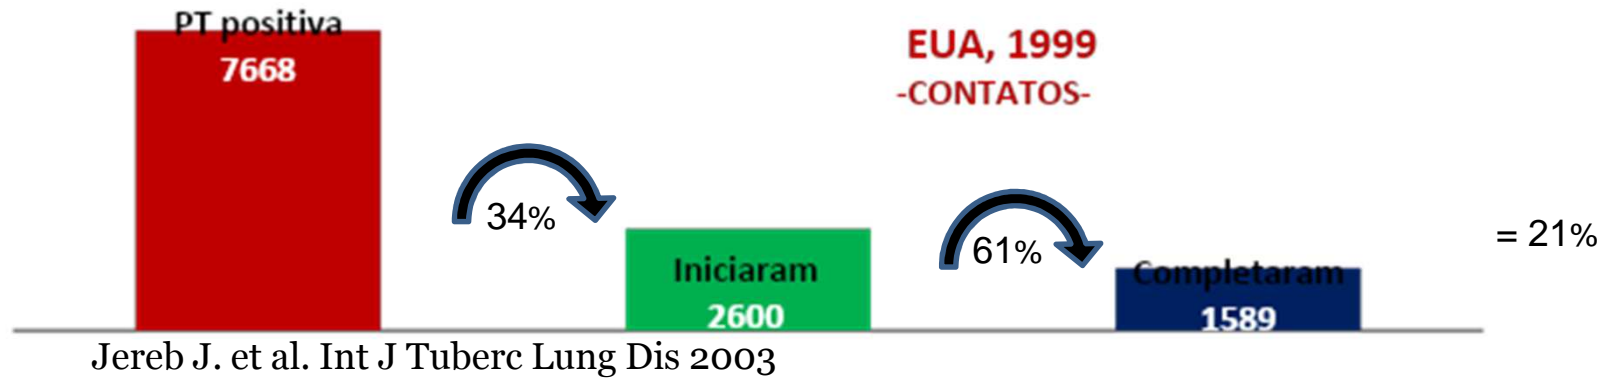 PT positiva
7668
EUA, 1999
-CONTATOS-
34%
Iniciaram
2600
61%
Completaram
1589
= 21%
Jereb J. et al. Int J Tuberc Lung Dis 2003